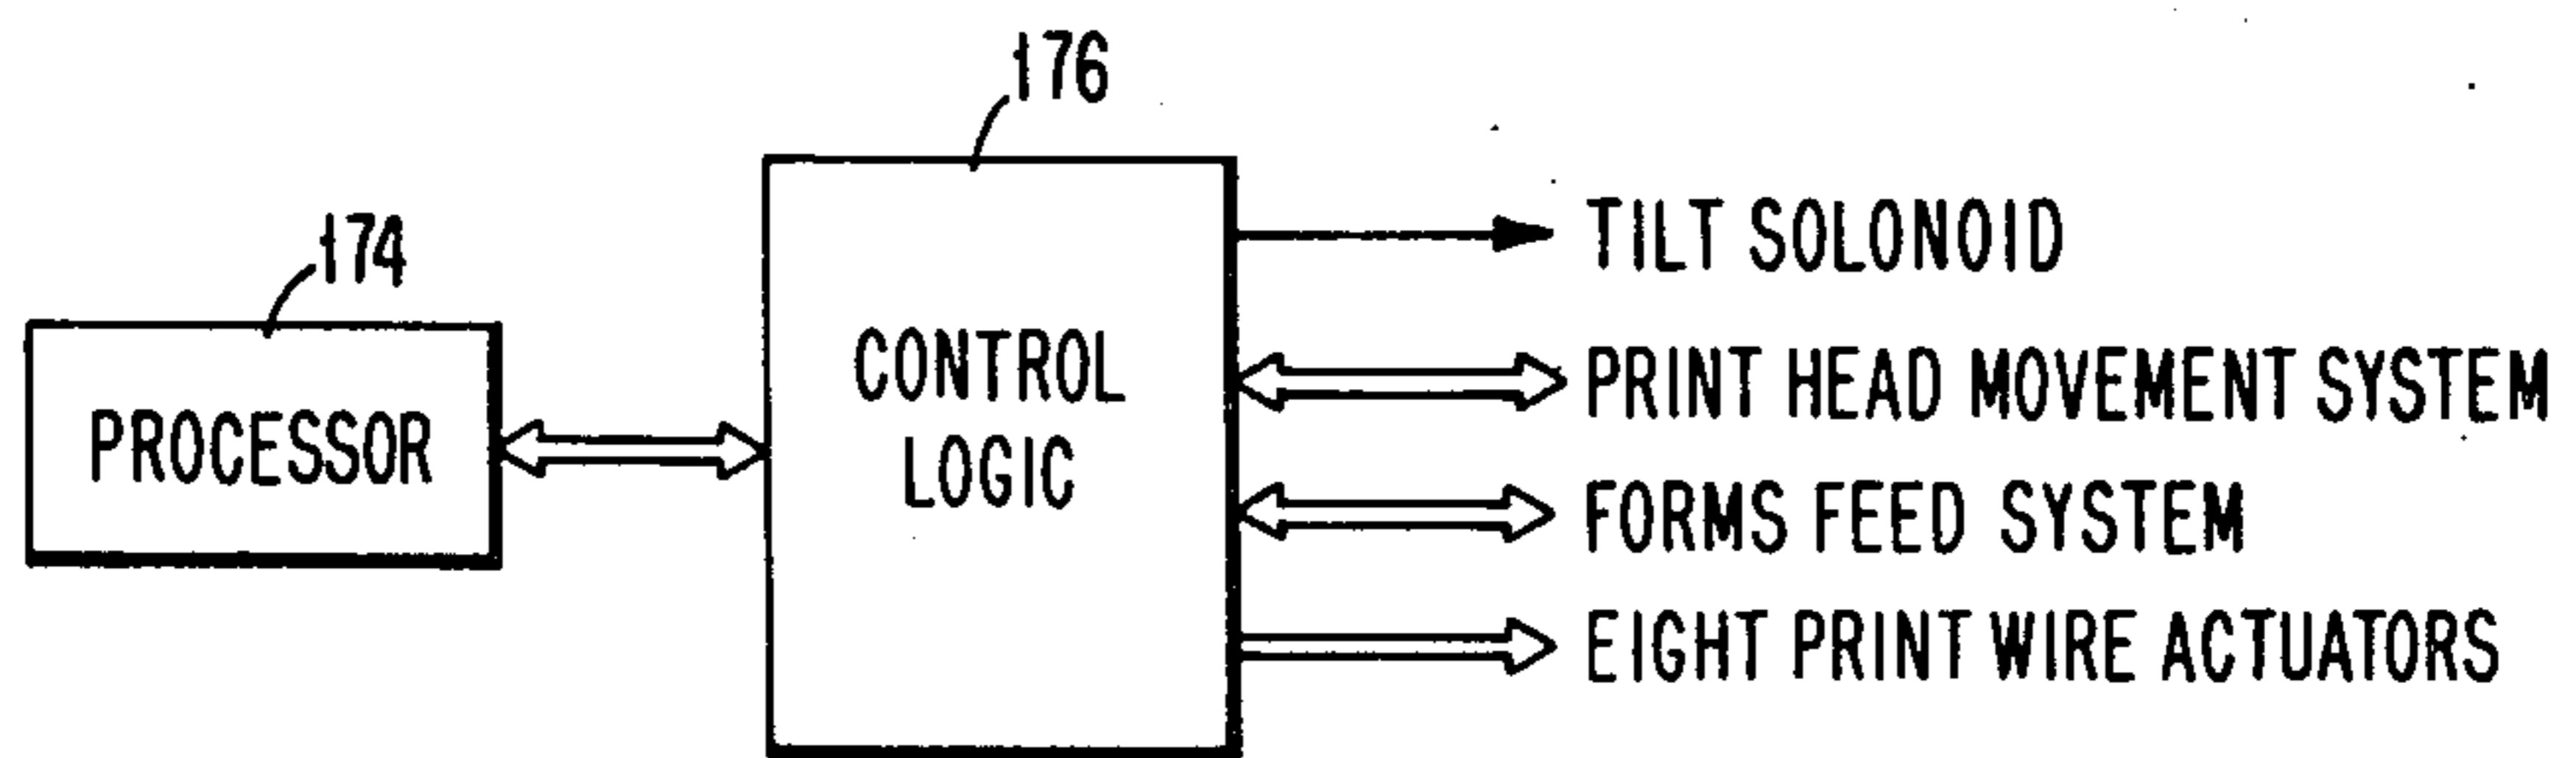 176
174
TILT SOLONOID
PROCESSOR
CONTROL
LOGIC
PRINT HEAD MOVEMENT SYSTEM
FORMS FEED SYSTEM
EIGHT PRINT WIRE ACTUATORS